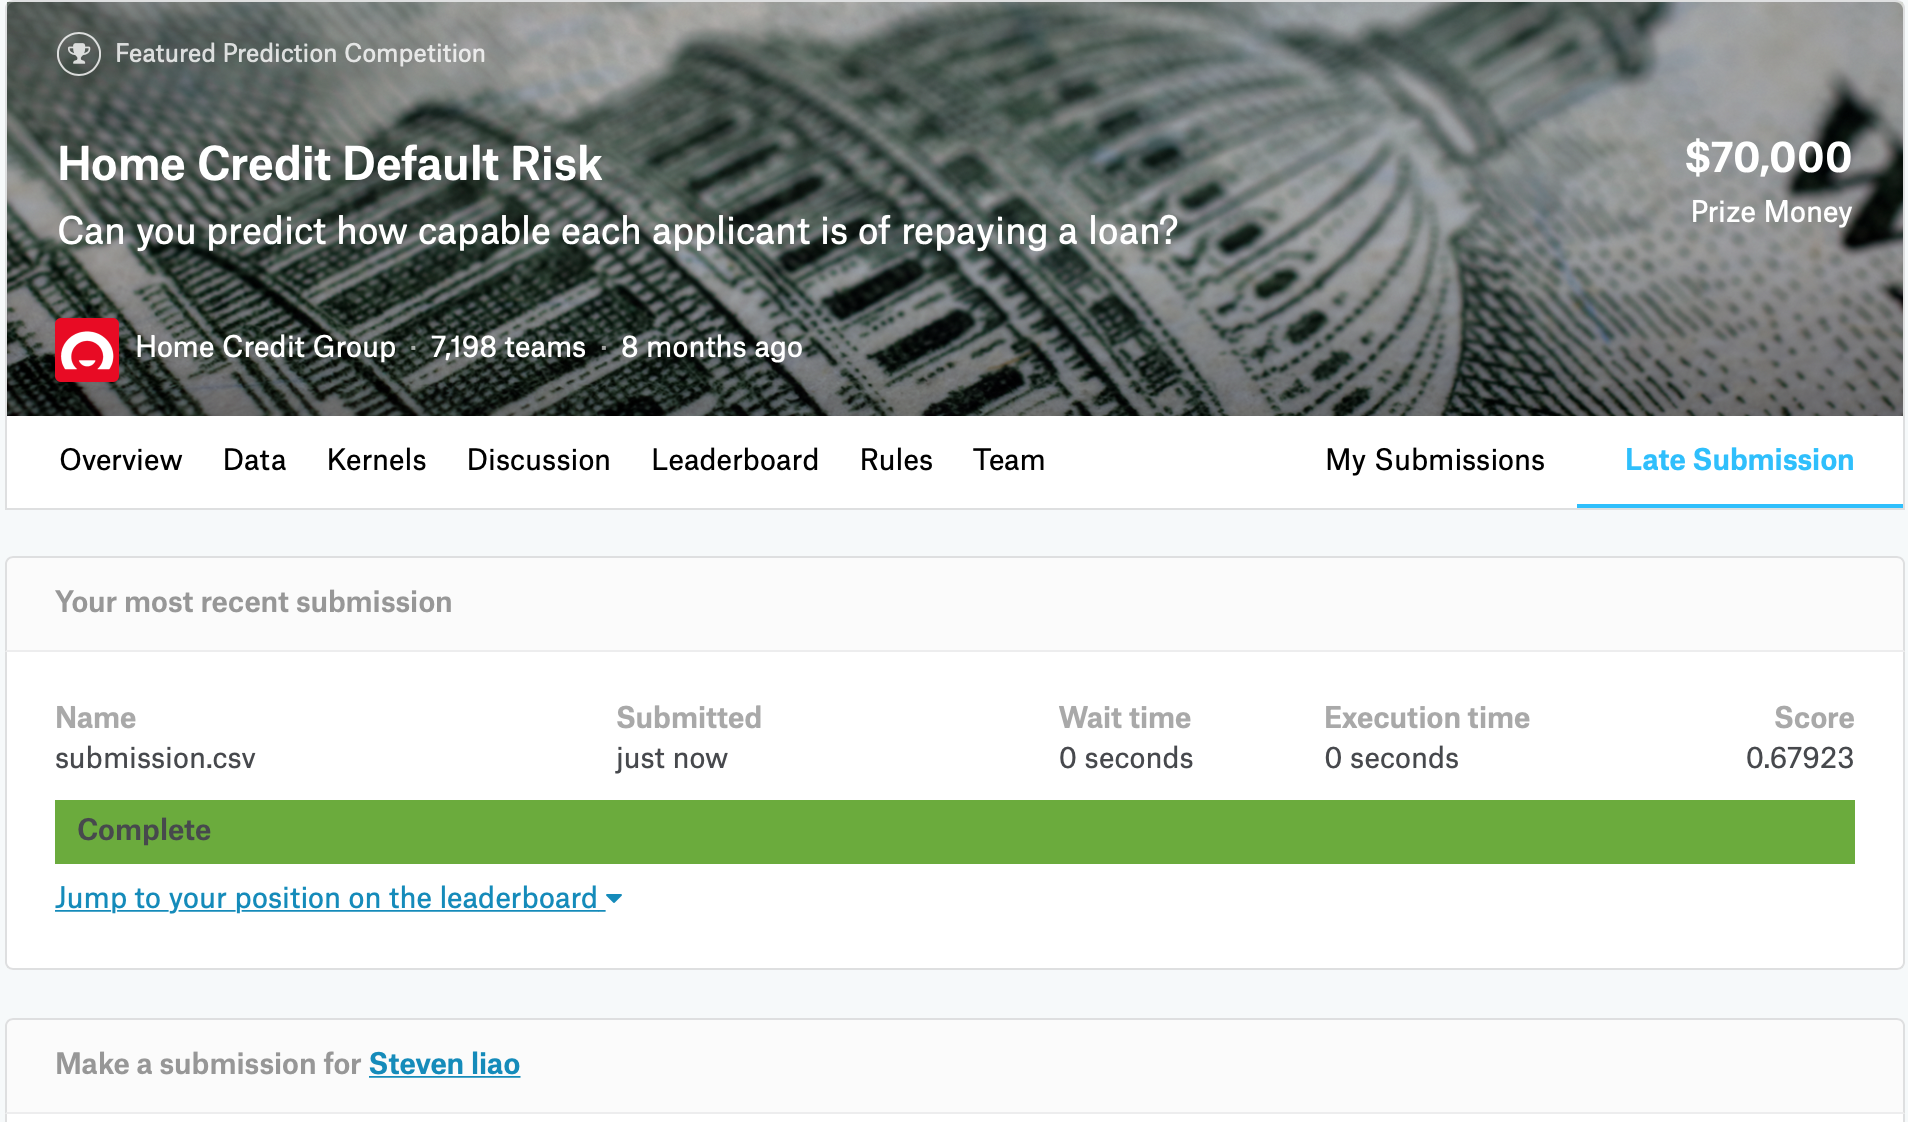 Featured Prediction Competition
Home Credit Default Risk
$70,000
Can you predict how capable each applicant is of repaying a loan?
Prize Money
Home Credit Group · 7,198 teams · 8 months ago
Overview Data Kernels Discussion Leaderboard Rules Team My Submissions Late Submission
Your most recent submission
Name Submitted Wait time Execution time Score
submission.csv just now 0 seconds 0 seconds 0.67923
Complete
Jump to your position on the leaderboard
Make a submission for Steven liao